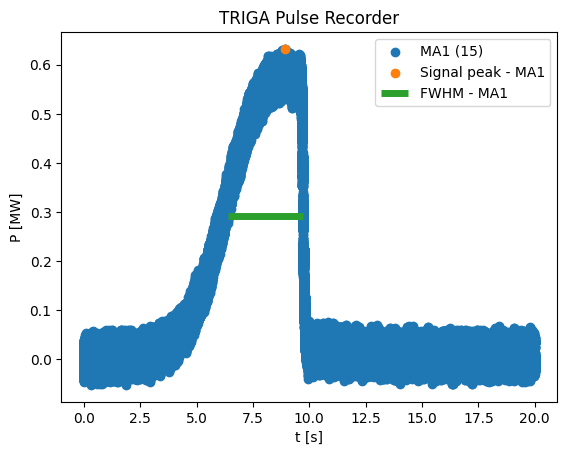 TRIGA Pulse Recorder
MA1 (15)
Signal peak - MA1
FWHM - MA1
P [MW]
0.6
0.5
0.4
0.3
0.2
0.1
0.0
0.0 2.5 5.0 7.5 10.0 12.5 15.0 17.5 20.0
t [s]